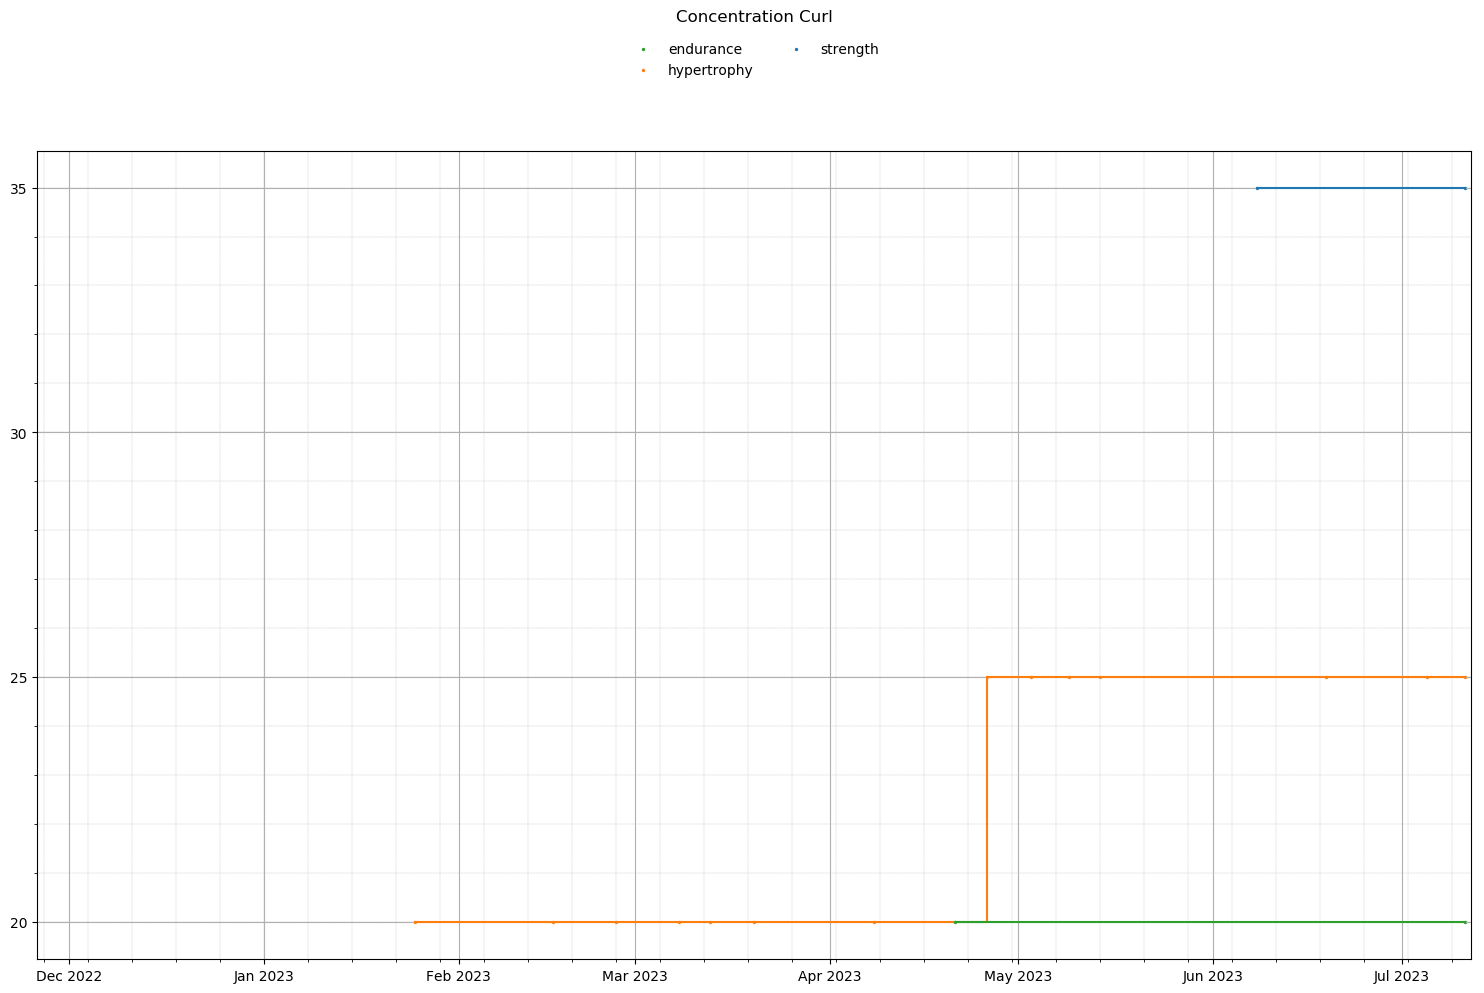 Concentration Curl
endurance
hypertrophy
strength
35
30
25
20
Dec 2022
Jan 2023
Feb 2023
Mar 2023
Apr 2023
May 2023
Jun 2023
Jul 2023